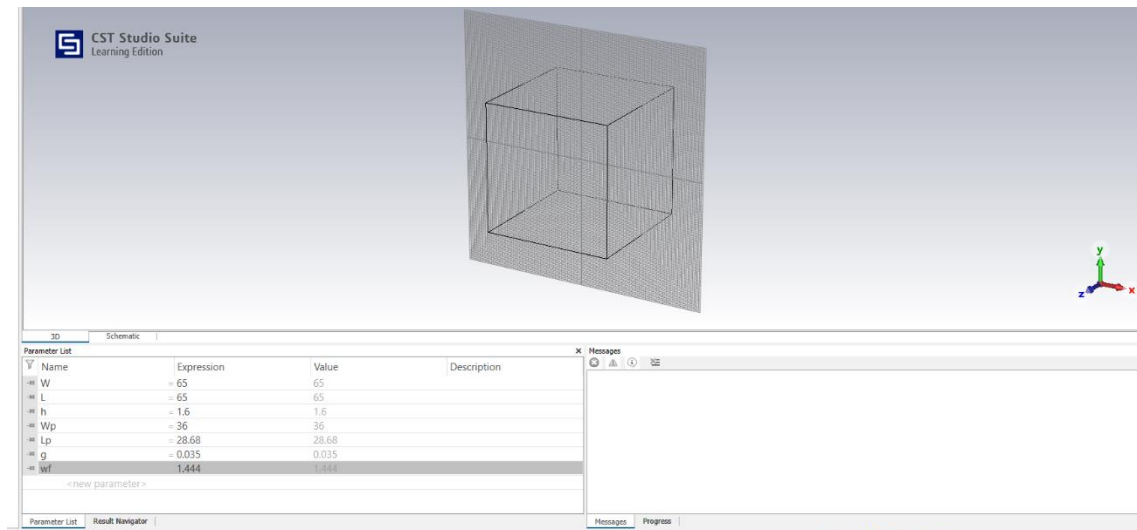 CST Studio Suite
Learning Edition
y
z x
3D Schematic
Parameter List × Messages
Name Expression Value Description
W = 65 65
L = 65 65
h = 1.6 1.6
Wp = 36 36
Lp = 28.68 28.68
g = 0.035 0.035
wf 1.444 1.444
<new parameter>
Parameter List Result Navigator Messages Progress